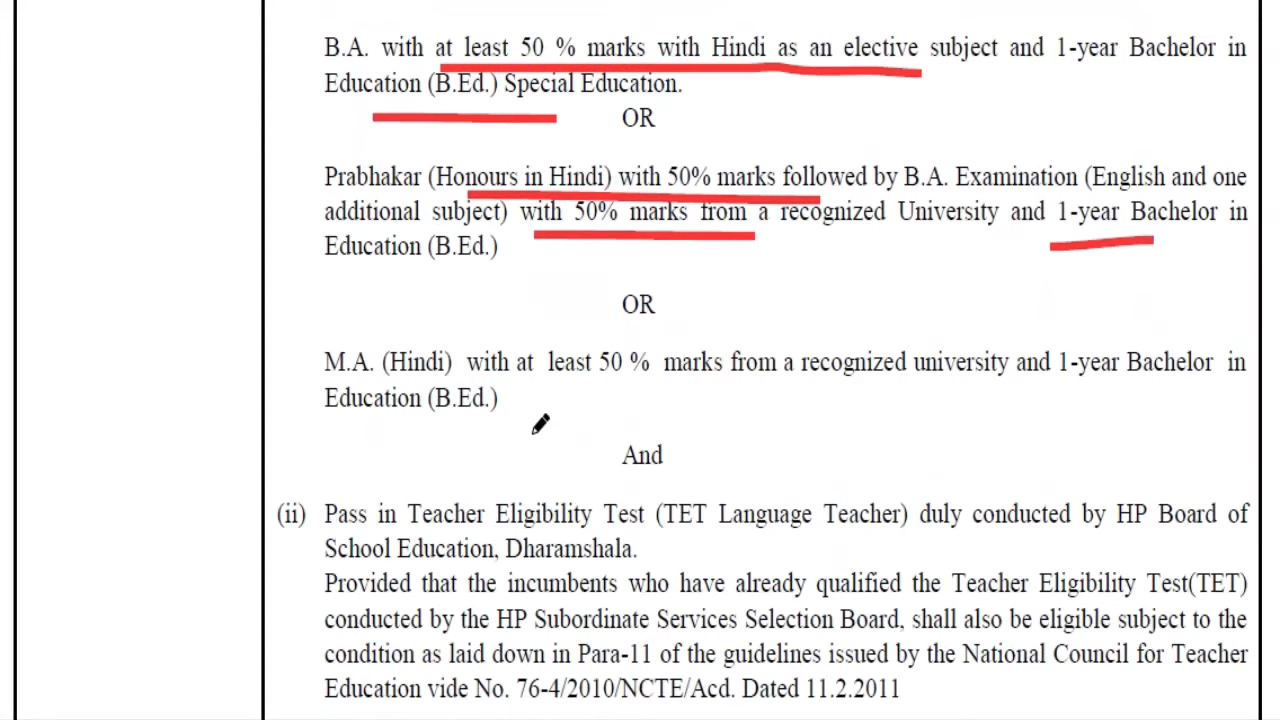 B.A. with at least 50 % marks with Hindi as an elective subject and 1-year Bachelor in
Education (B.Ed.) Special Education.
OR
Prabhakar (Honours in Hindi) with 50% marks followed by B.A. Examination (English and one
additional subject) with 50% marks from a recognized University and 1-year Bachelor in
Education (B.Ed.)
OR
M.A. (Hindi) with at least 50 % marks from a recognized university and 1-year Bachelor in
Education (B.Ed.)
And
(ii) Pass in Teacher Eligibility Test (TET Language Teacher) duly conducted by HP Board of
School Education, Dharamshala.
Provided that the incumbents who have already qualified the Teacher Eligibility Test(TET)
conducted by the HP Subordinate Services Selection Board, shall also be eligible subject to the
condition as laid down in Para-11 of the guidelines issued by the National Council for Teacher
Education vide No. 76-4/2010/NCTE/Acd. Dated 11.2.2011